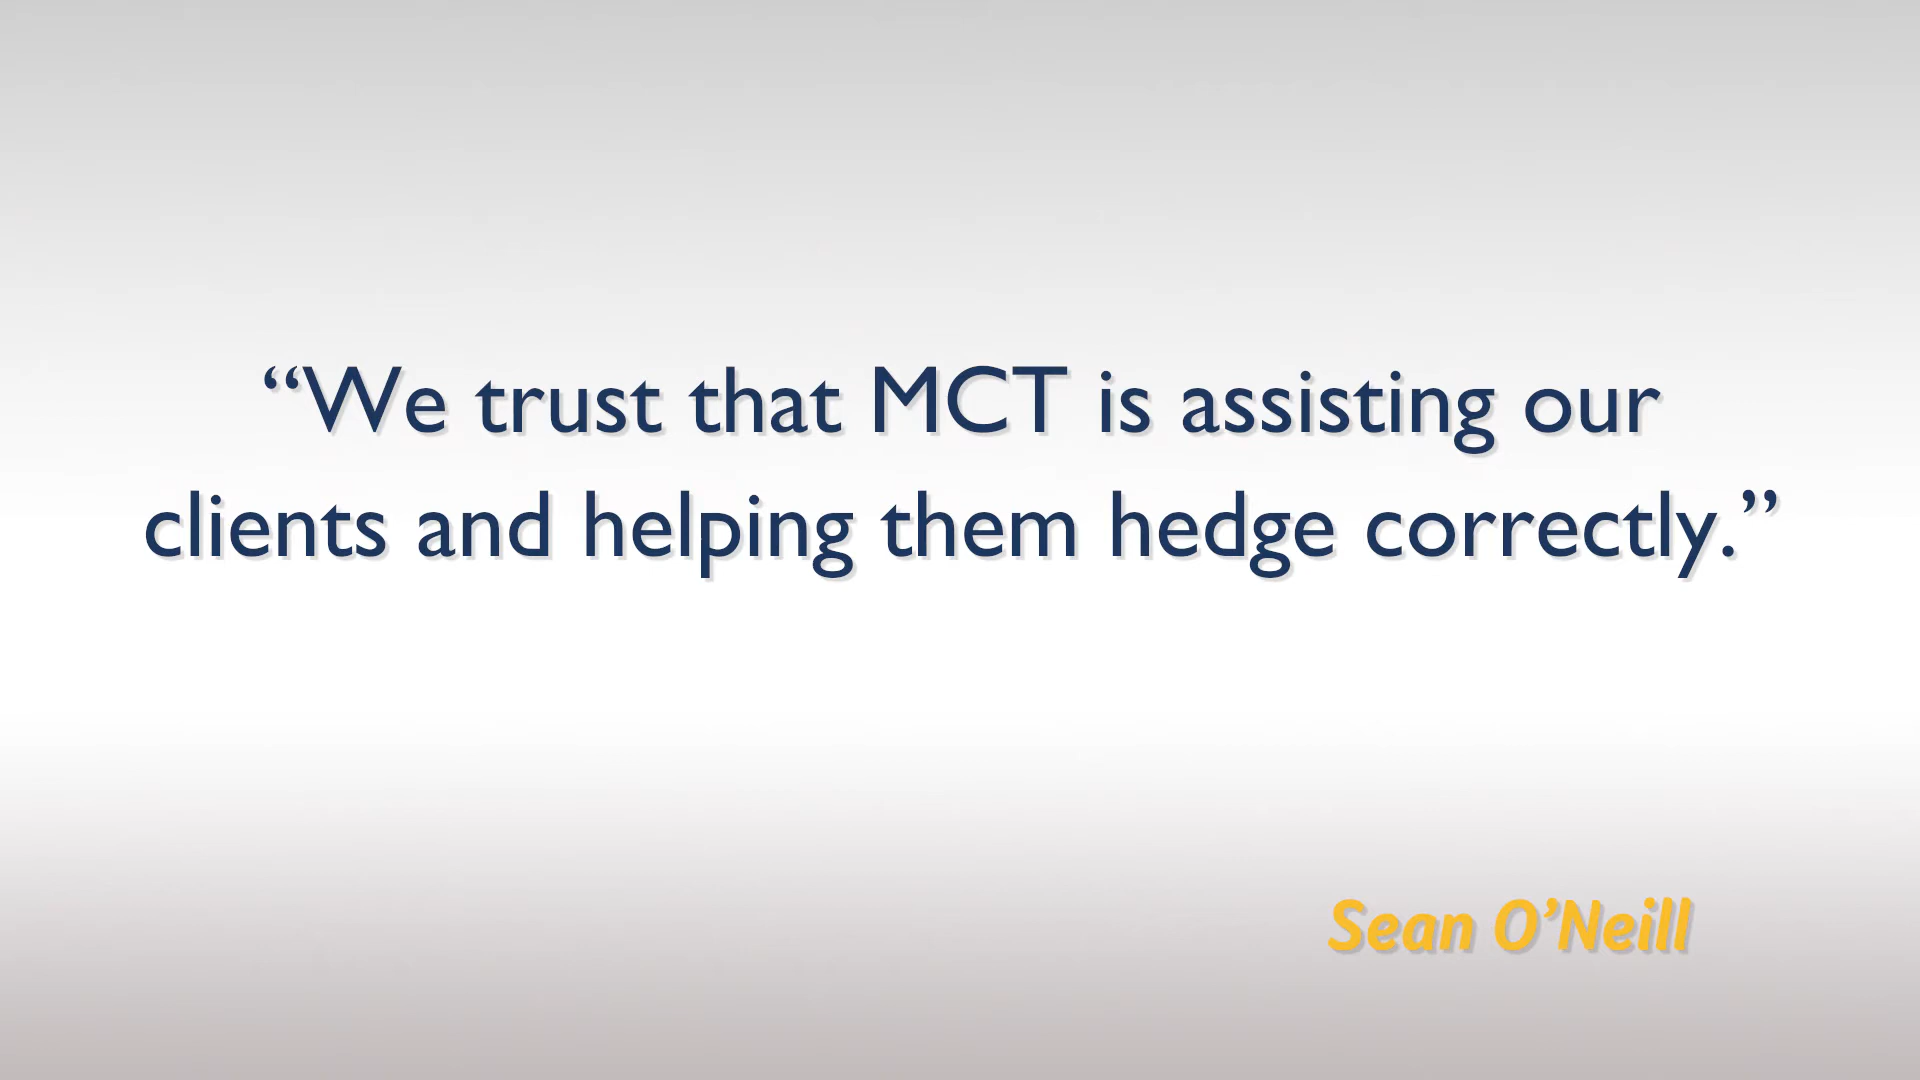 “We trust that MCT is assisting our
clients and helping them hedge correctly.”
Sean O’Neill